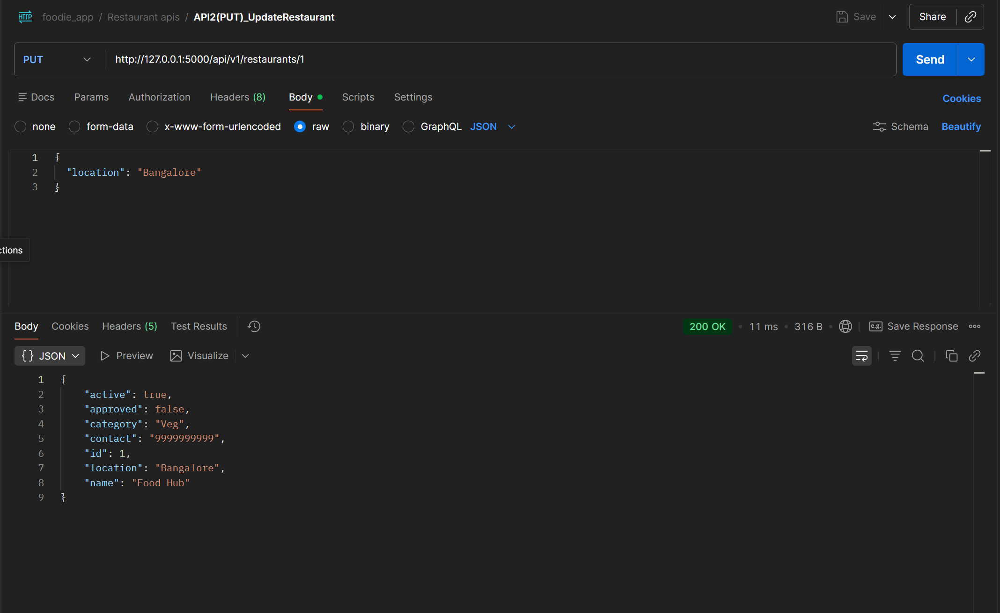 HTTP foodie_app / Restaurant apis / API2(PUT)_UpdateRestaurant Save Share
PUT http://127.0.0.1:5000/api/v1/restaurants/1 Send
Docs Params Authorization Headers (8) Body Scripts Settings Cookies
none form-data x-www-form-urlencoded raw binary GraphQL JSON Schema Beautify
1 {
2 "location": "Bangalore"
3 }
ctions
Body Cookies Headers (5) Test Results 200 OK • 11 ms • 316 B • e.g. Save Response
{ } JSON Preview Visualize
1 {
2 "active": true,
3 "approved": false,
4 "category": "Veg",
5 "contact": "9999999999",
6 "id": 1,
7 "location": "Bangalore",
8 "name": "Food Hub"
9 }